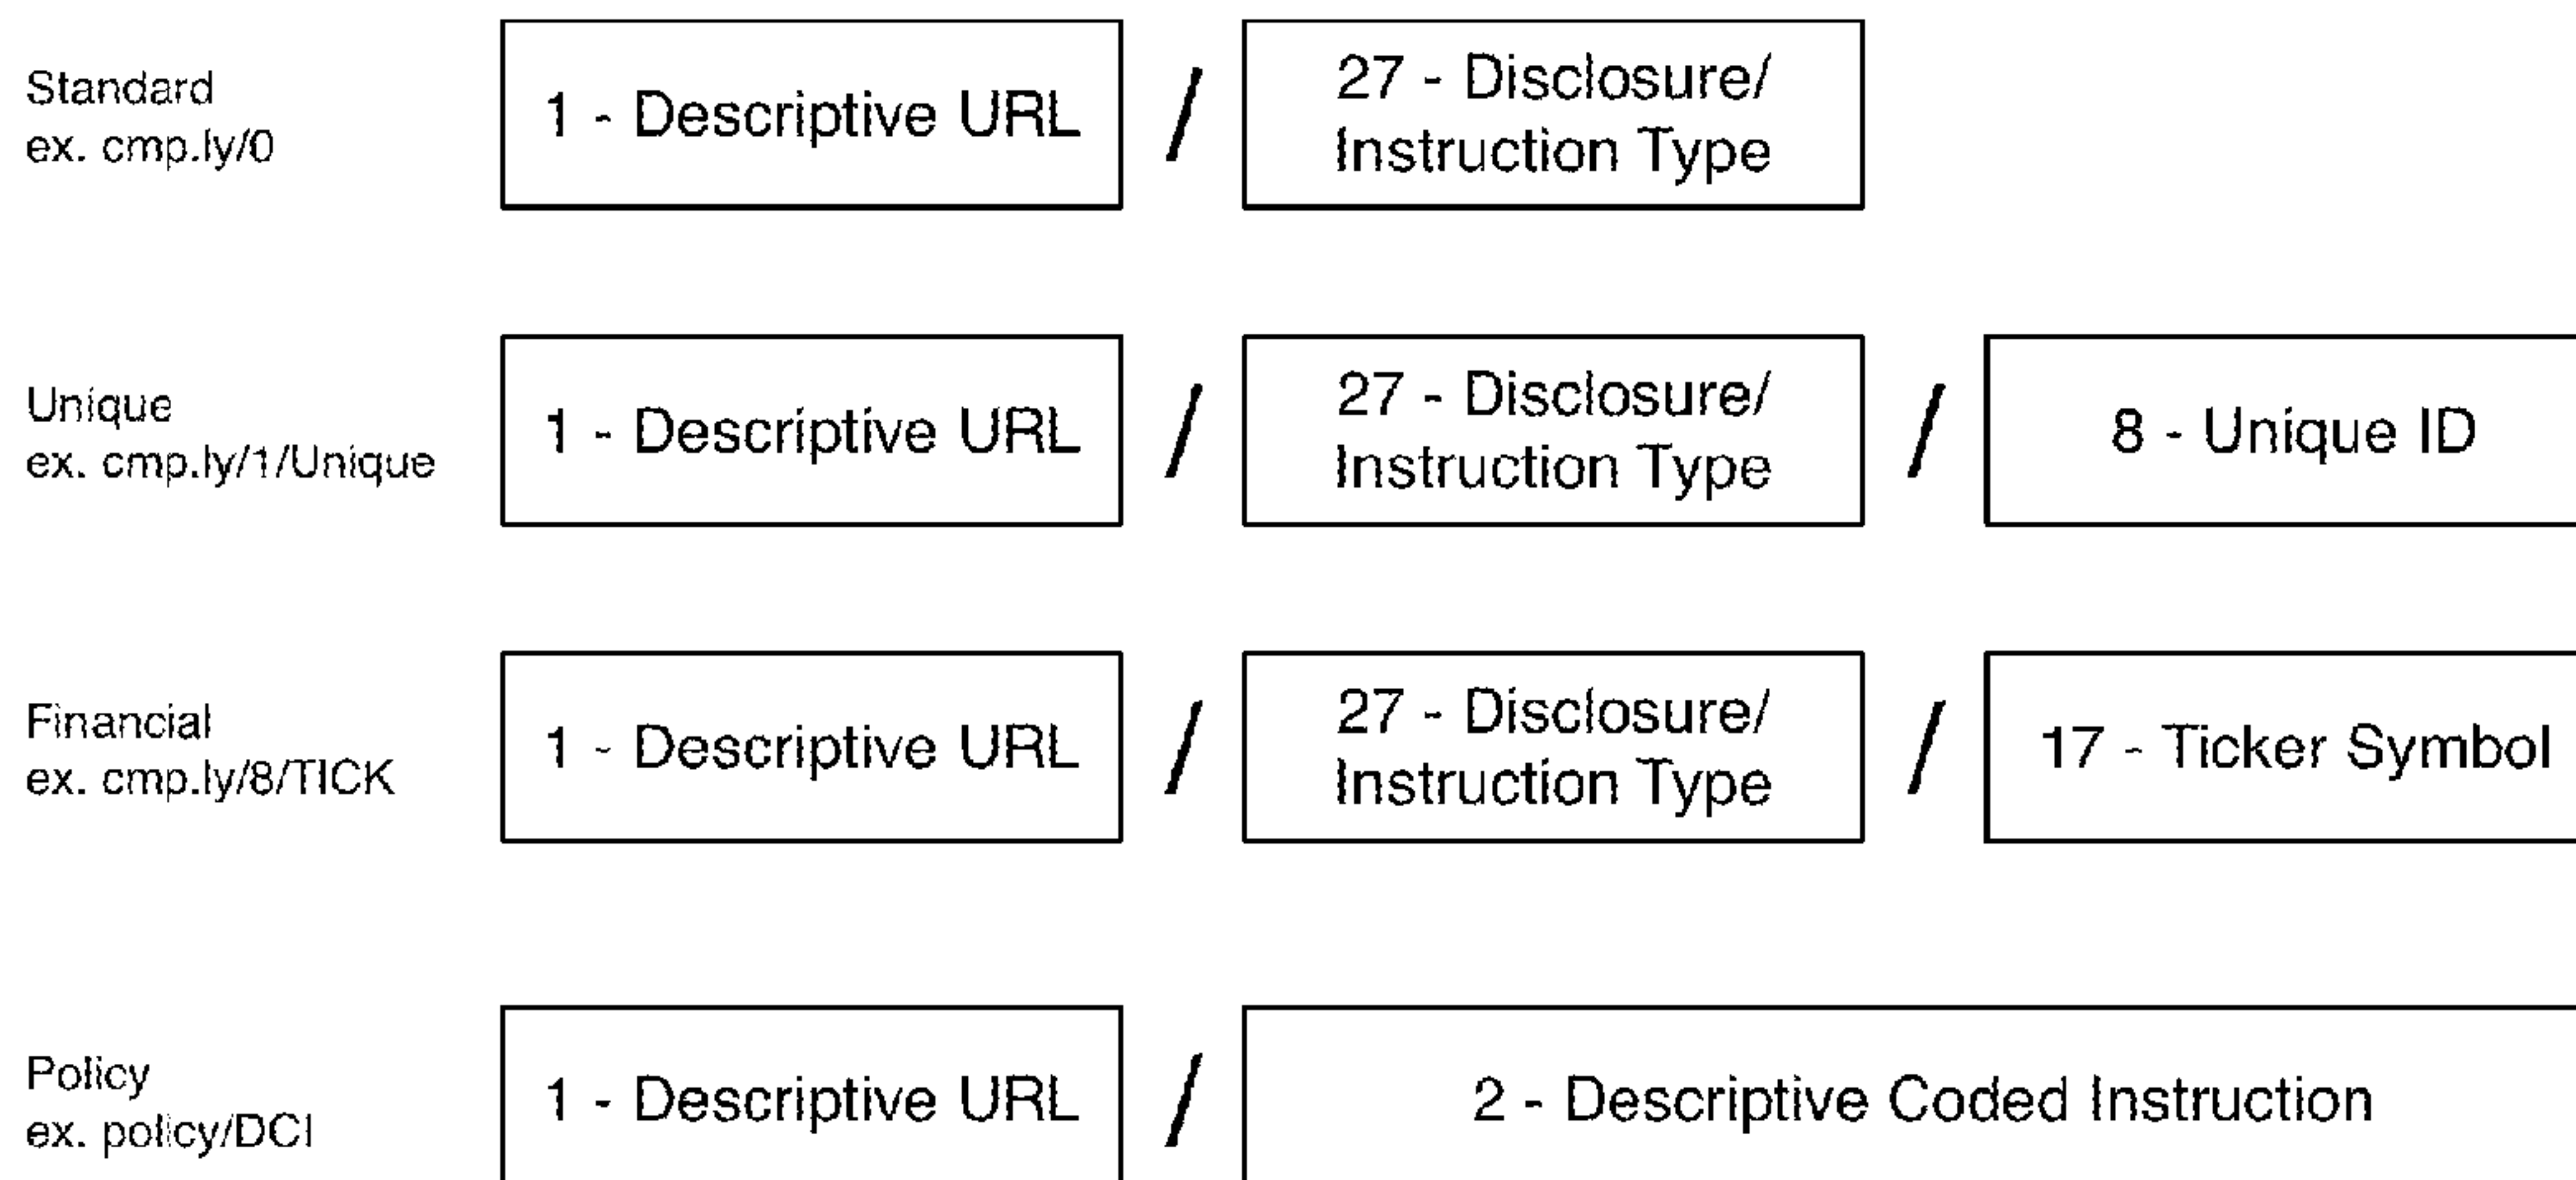 Standard
ex. cmp.ly/0
1 - Descriptive URL
/
27 - Disclosure/
Instruction Type
Unique
ex. cmp.ly/1/Unique
1 - Descriptive URL
/
27 - Disclosure/
Instruction Type
/
8 - Unique ID
Financial
ex. cmp.ly/8/TICK
1 - Descriptive URL
/
27 - Disclosure/
Instruction Type
/
17 - Ticker Symbol
Policy
ex. policy/DCI
1 - Descriptive URL
/
2 - Descriptive Coded Instruction